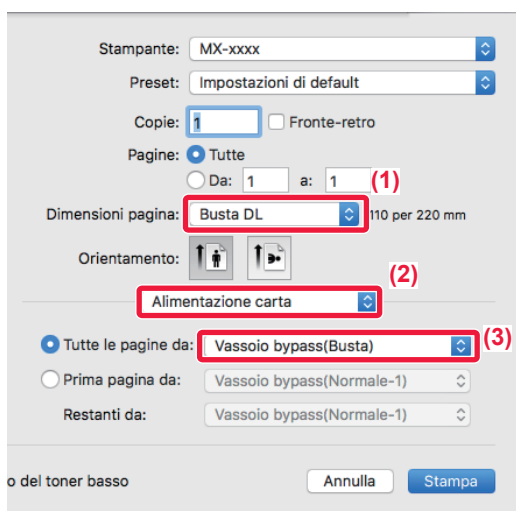 Stampante: MX-xxxx
Preset: Impostazioni di default
Copie: 1 Fronte-retro
Pagine: Tutte
Da: 1 a: 1 (1)
Dimensioni pagina: Busta DL 110 per 220 mm
Orientamento:
(2)
Alimentazione carta
Tutte le pagine da: Vassoio bypass(Busta) (3)
Prima pagina da: Vassoio bypass(Normale-1)
Restanti da: Vassoio bypass(Normale-1)
o del toner basso Annulla Stampa